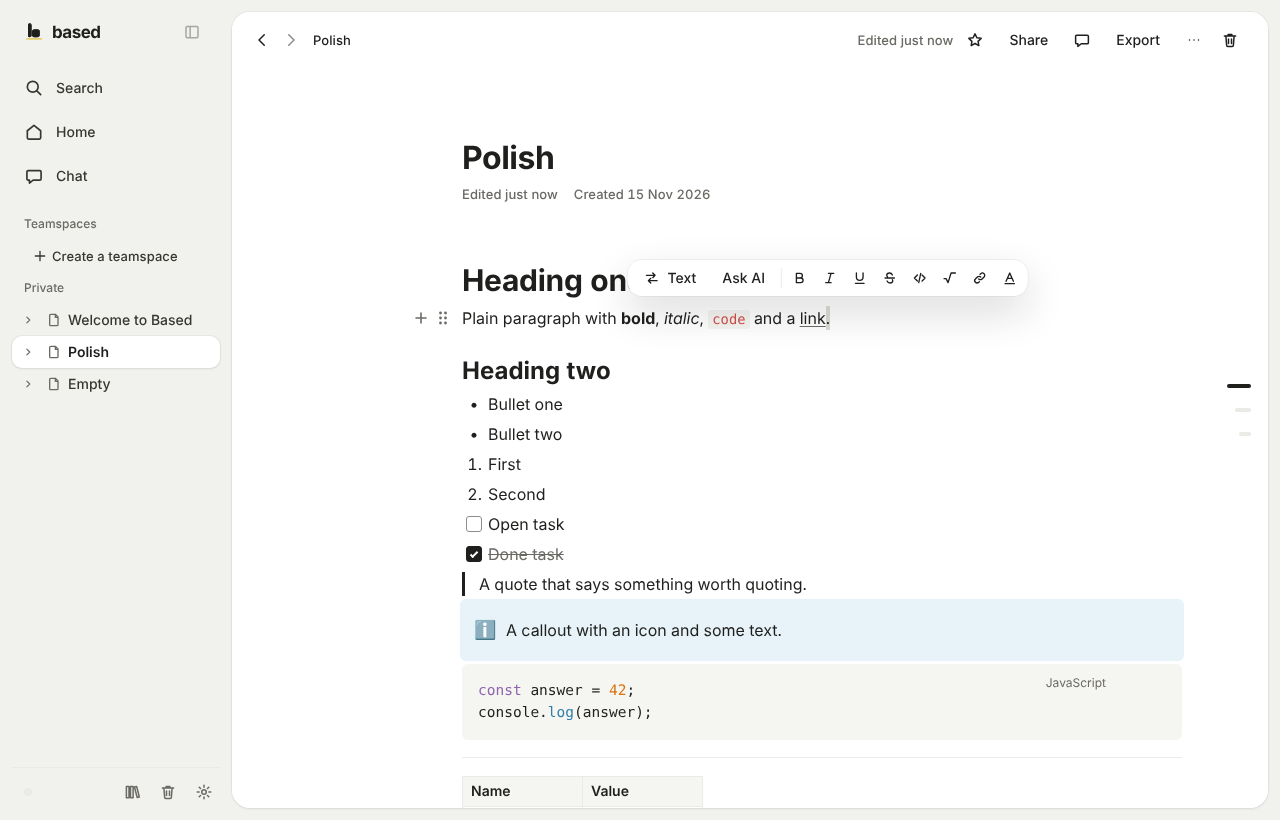 based
Search
Home
Chat
Teamspaces
Create a teamspace
Private
Welcome to Based
Polish
Empty
Polish
Edited just now
Share
Export
Polish
Edited just now Created 15 Nov 2026
Heading on
Text Ask AI B I U S A
Plain paragraph with bold, italic, code and a link.
Heading two
• Bullet one
• Bullet two
1. First
2. Second
Open task
Done task
A quote that says something worth quoting.
A callout with an icon and some text.
JavaScript
const answer = 42;
console.log(answer);
Name Value